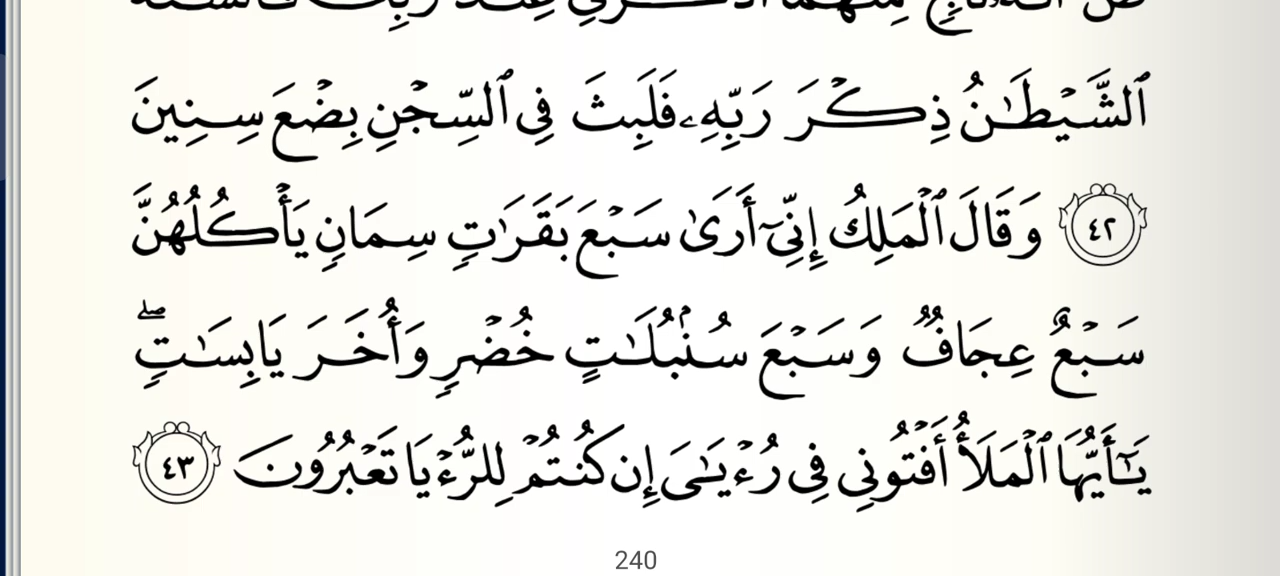 ٱلشَّيْطَـٰنُ ذِكْرَ رَبِّهِۦ فَلَبِثَ فِى ٱلسِّجْنِ بِضْعَ سِنِينَ
٤٢ وَقَالَ ٱلْمَلِكُ إِنِّىٓ أَرَىٰ سَبْعَ بَقَرَٰتٍ سِمَانٍ يَأْكُلُهُنَّ
سَبْعٌ عِجَافٌ وَسَبْعَ سُنۢبُلَـٰتٍ خُضْرٍ وَأُخَرَ يَابِسَـٰتٍ ۖ
يَـٰٓأَيُّهَا ٱلْمَلَأُ أَفْتُونِى فِى رُءْيَـٰىَ إِن كُنتُمْ لِلرُّءْيَا تَعْبُرُونَ ٤٣
240